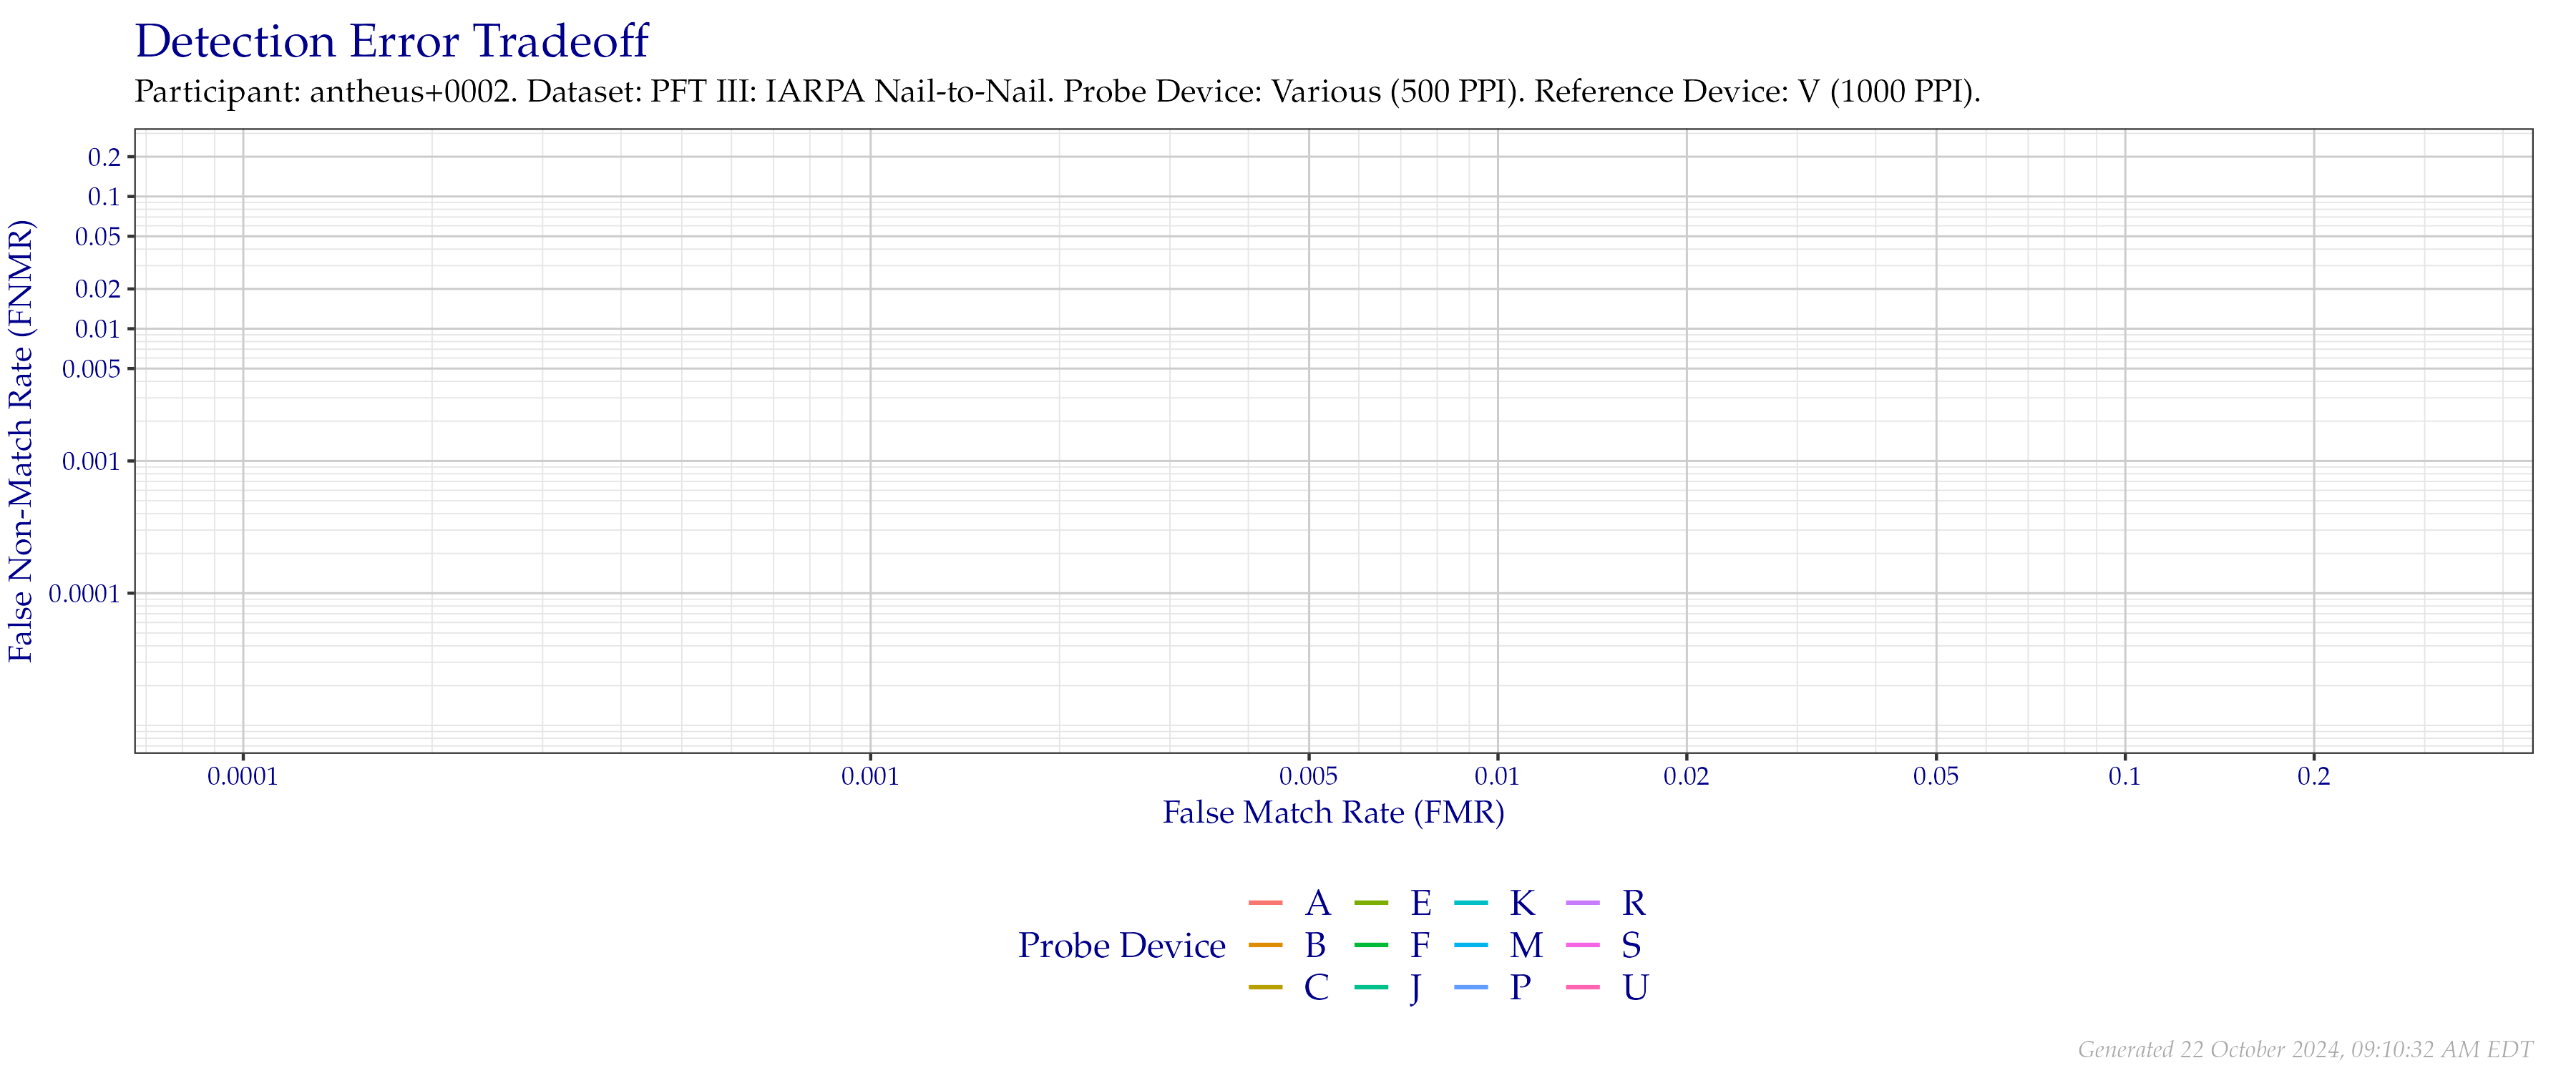 Detection Error Tradeoff
Participant: antheus+0002. Dataset: PFT III: IARPA Nail-to-Nail. Probe Device: Various (500 PPI). Reference Device: V (1000 PPI).
False Non-Match Rate (FNMR)
0.2
0.1
0.05
0.02
0.01
0.005
0.001
0.0001
0.0001 0.001 0.005 0.01 0.02 0.05 0.1 0.2
False Match Rate (FMR)
Probe Device
A E K R
B F M S
C J P U
Generated 22 October 2024, 09:10:32 AM EDT